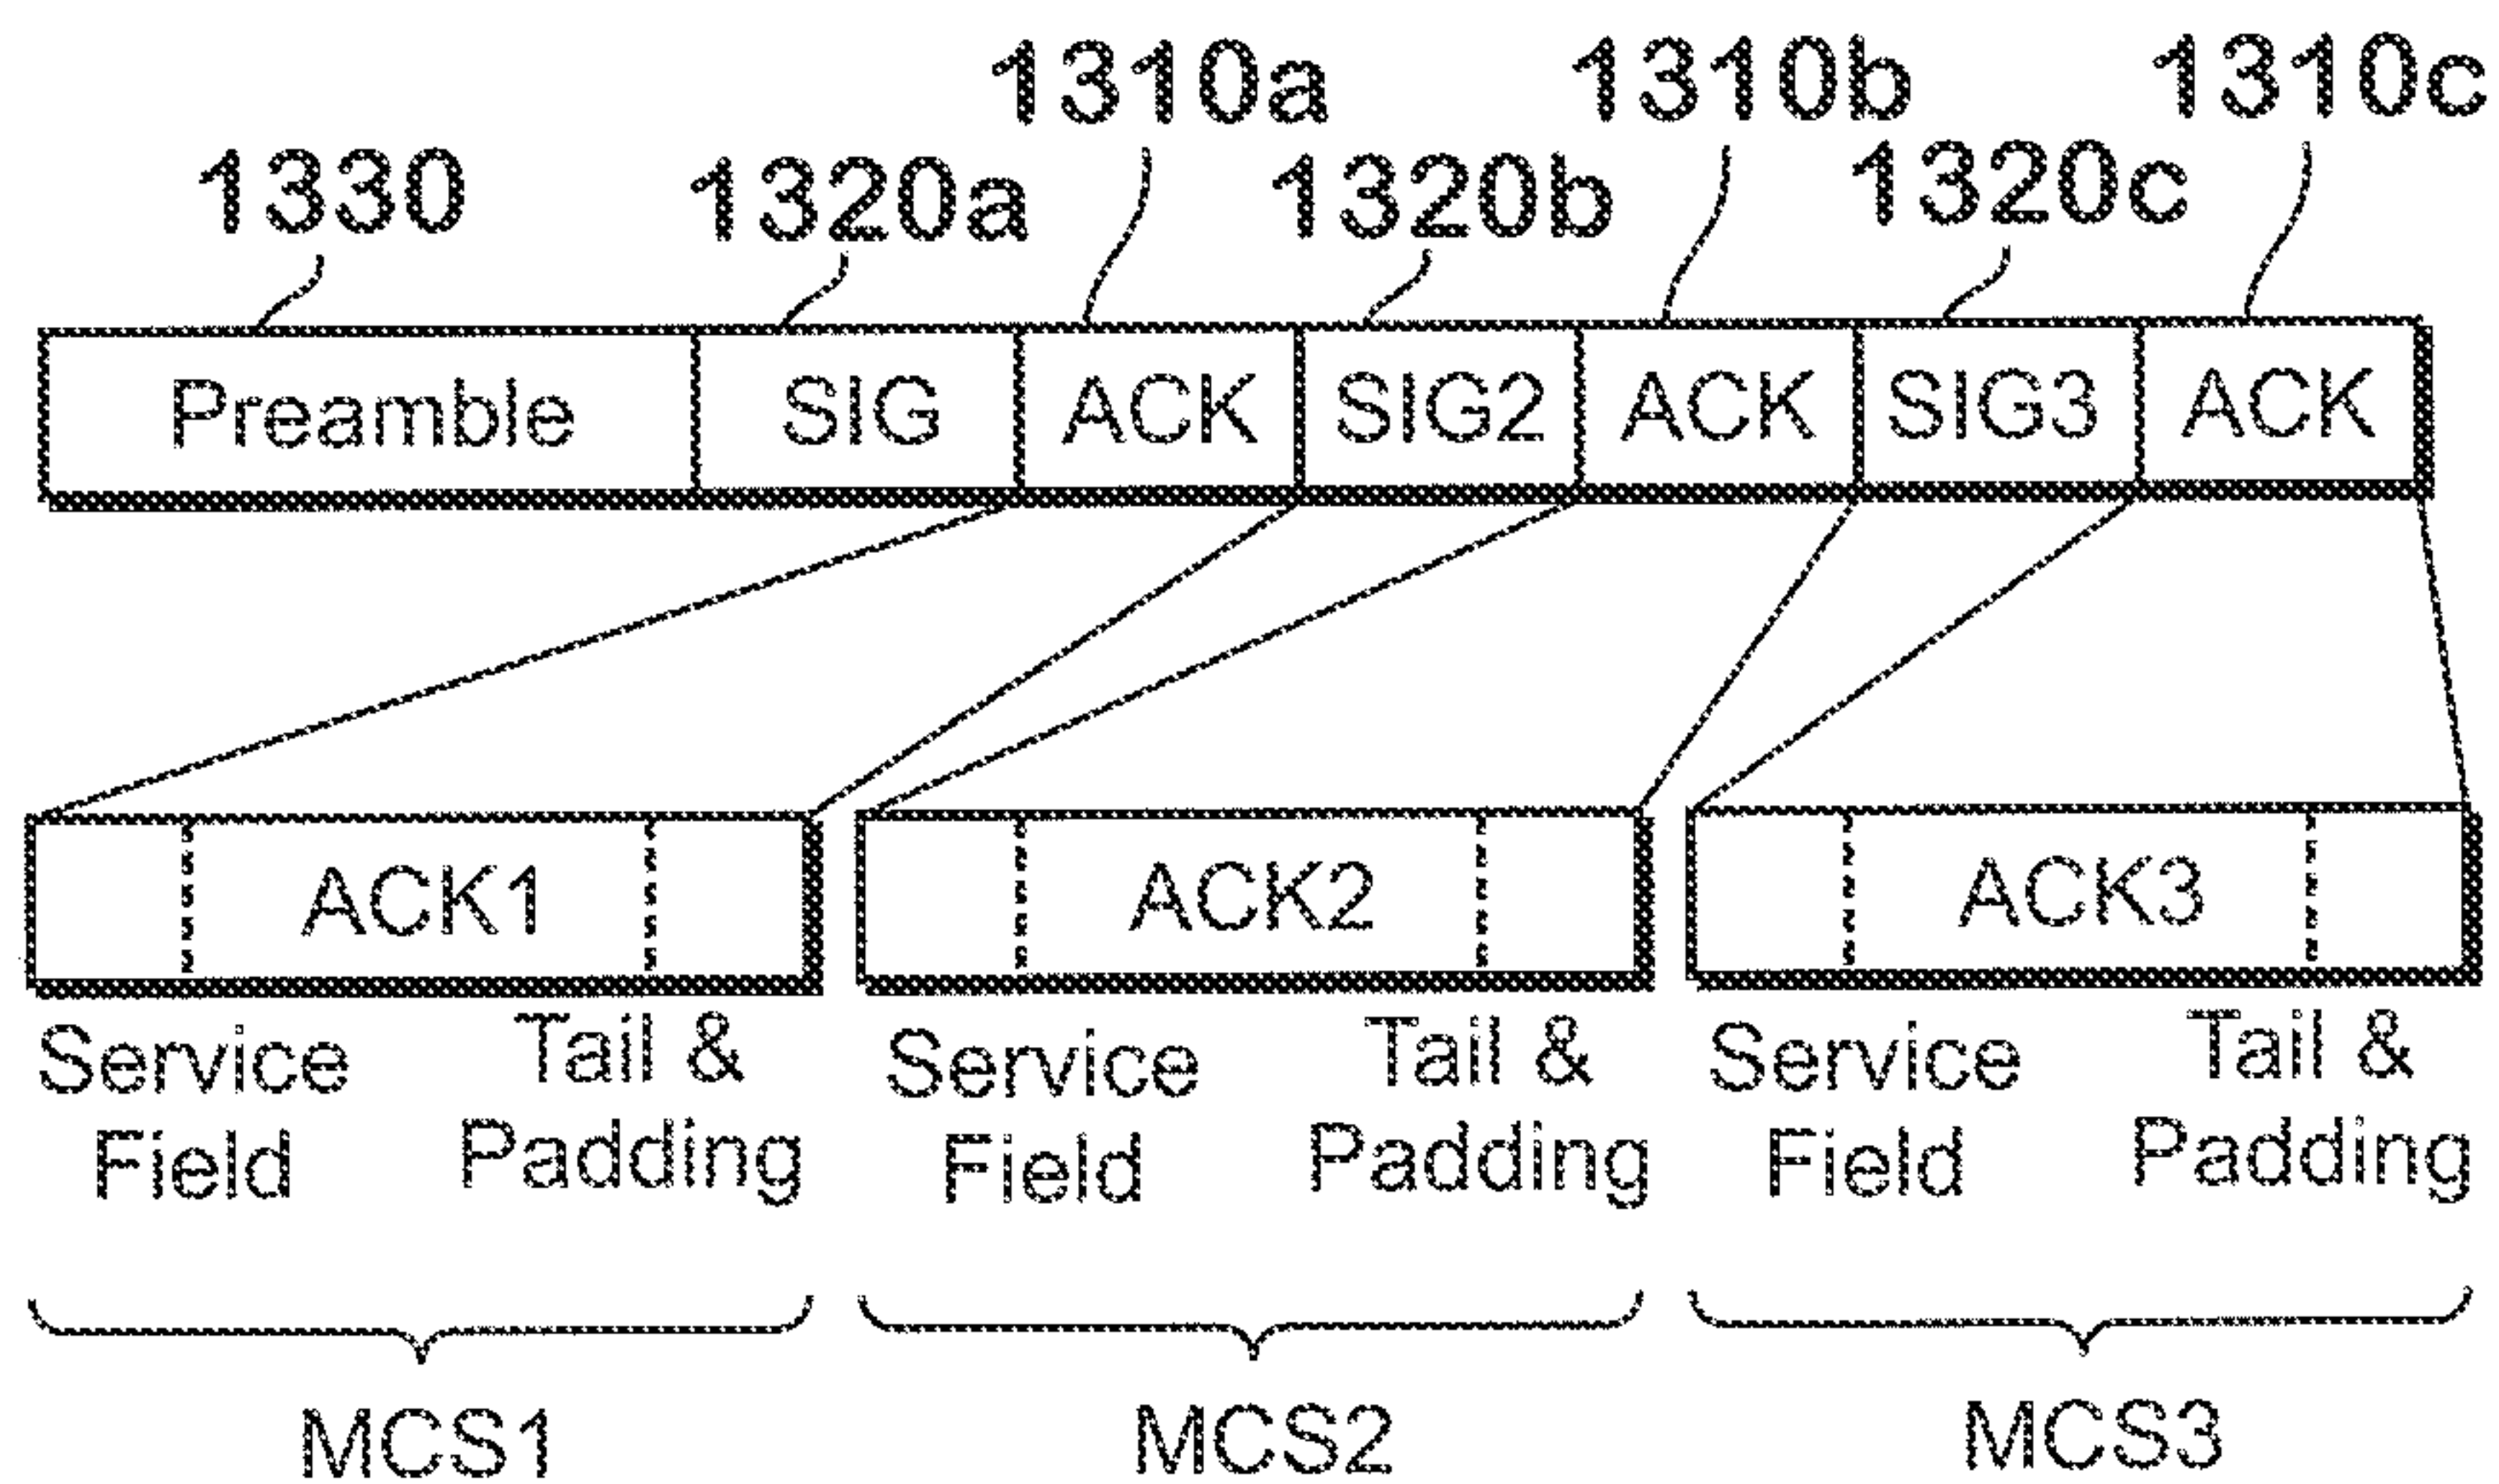 1310a 1310b 1310c
1330 1320a 1320b 1320c
Preamble SIG ACK SIG2 ACK SIG3 ACK
ACK1 ACK2 ACK3
Service Tail & Service Tail & Service Tail &
Field Padding Field Padding Field Padding
MCS1 MCS2 MCS3